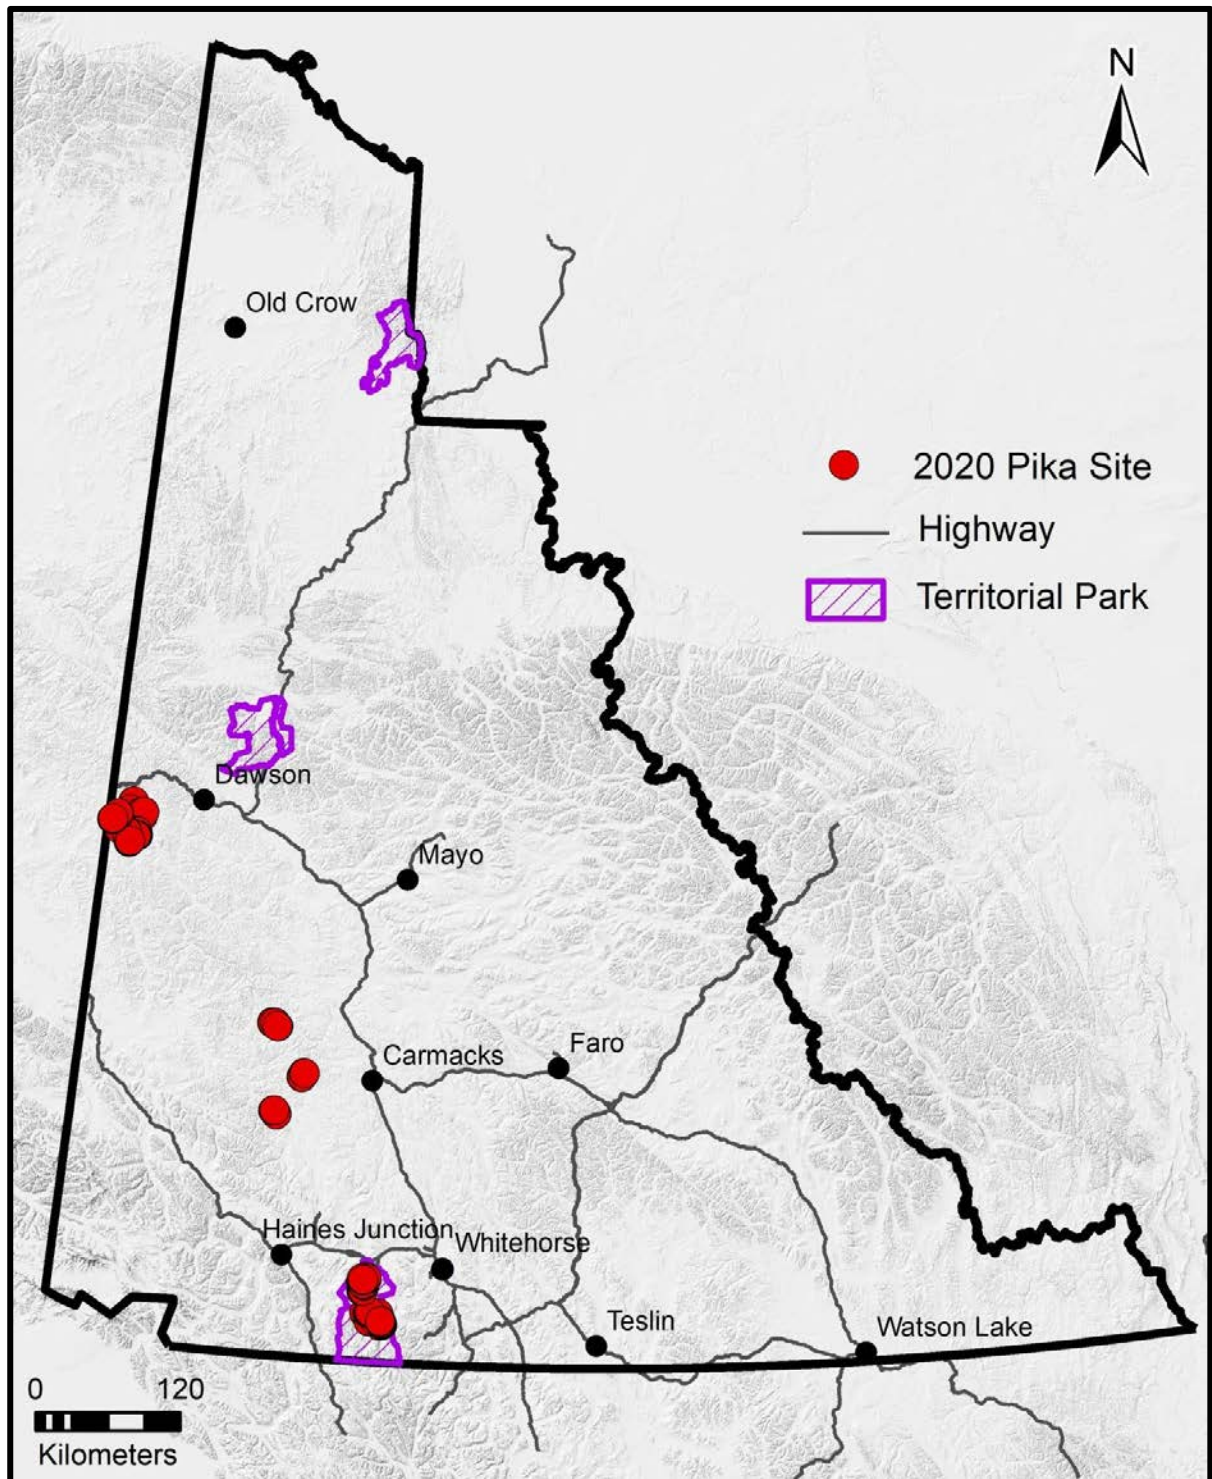 N
Old Crow
2020 Pika Site
Highway
Territorial Park
Dawson
Mayo
Faro
Carmacks
Haines Junction
Whitehorse
Teslin
Watson Lake
0 120
Kilometers